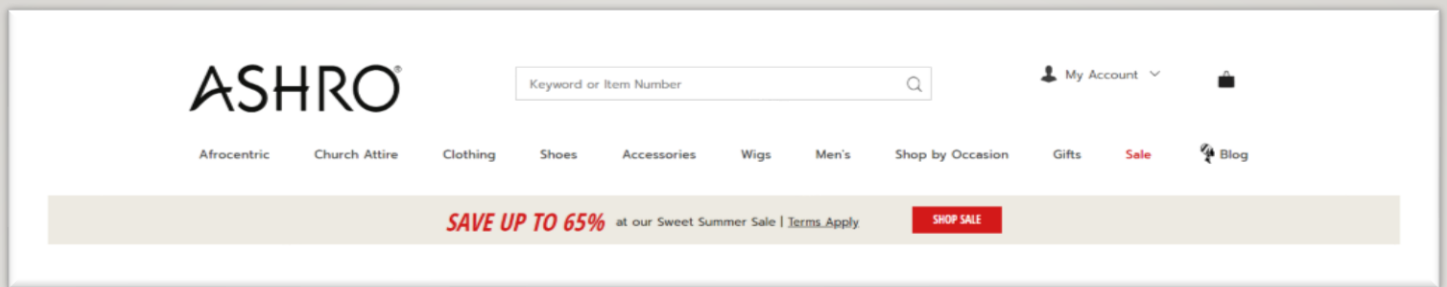 ASHRO®
Keyword or Item Number
My Account
Afrocentric Church Attire Clothing Shoes Accessories Wigs Men's Shop by Occasion Gifts Sale Blog
SAVE UP TO 65% at our Sweet Summer Sale | Terms Apply SHOP SALE